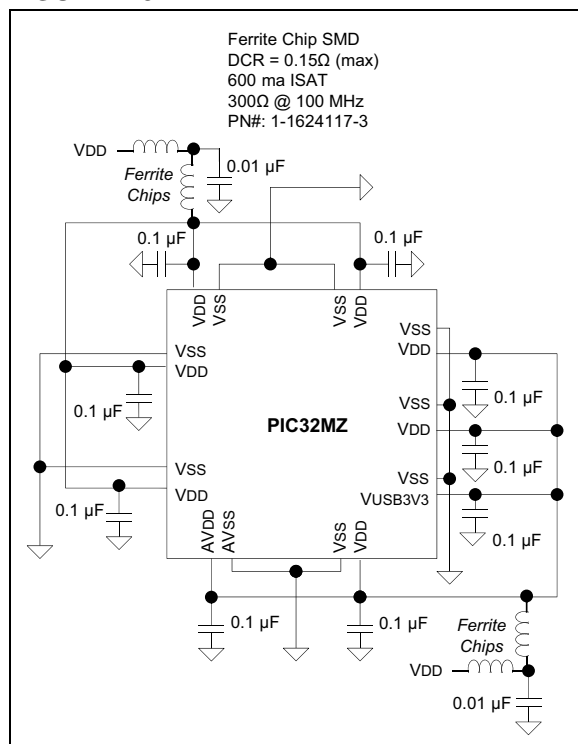 Ferrite Chip SMD
DCR = 0.15Ω (max)
600 ma ISAT
300Ω @ 100 MHz
PN#: 1-1624117-3
VDD
0.01 µF
Ferrite
Chips
0.1 µF
0.1 µF
VDD
VSS
VSS
VDD
VSS
VDD
VSS
VDD
0.1 µF
0.1 µF
VSS
PIC32MZ
VDD
0.1 µF
VSS
VDD
VSS
VUSB3V3
0.1 µF
0.1 µF
AVDD
AVSS
VSS
VDD
0.1 µF
0.1 µF
Ferrite
Chips
VDD
0.01 µF